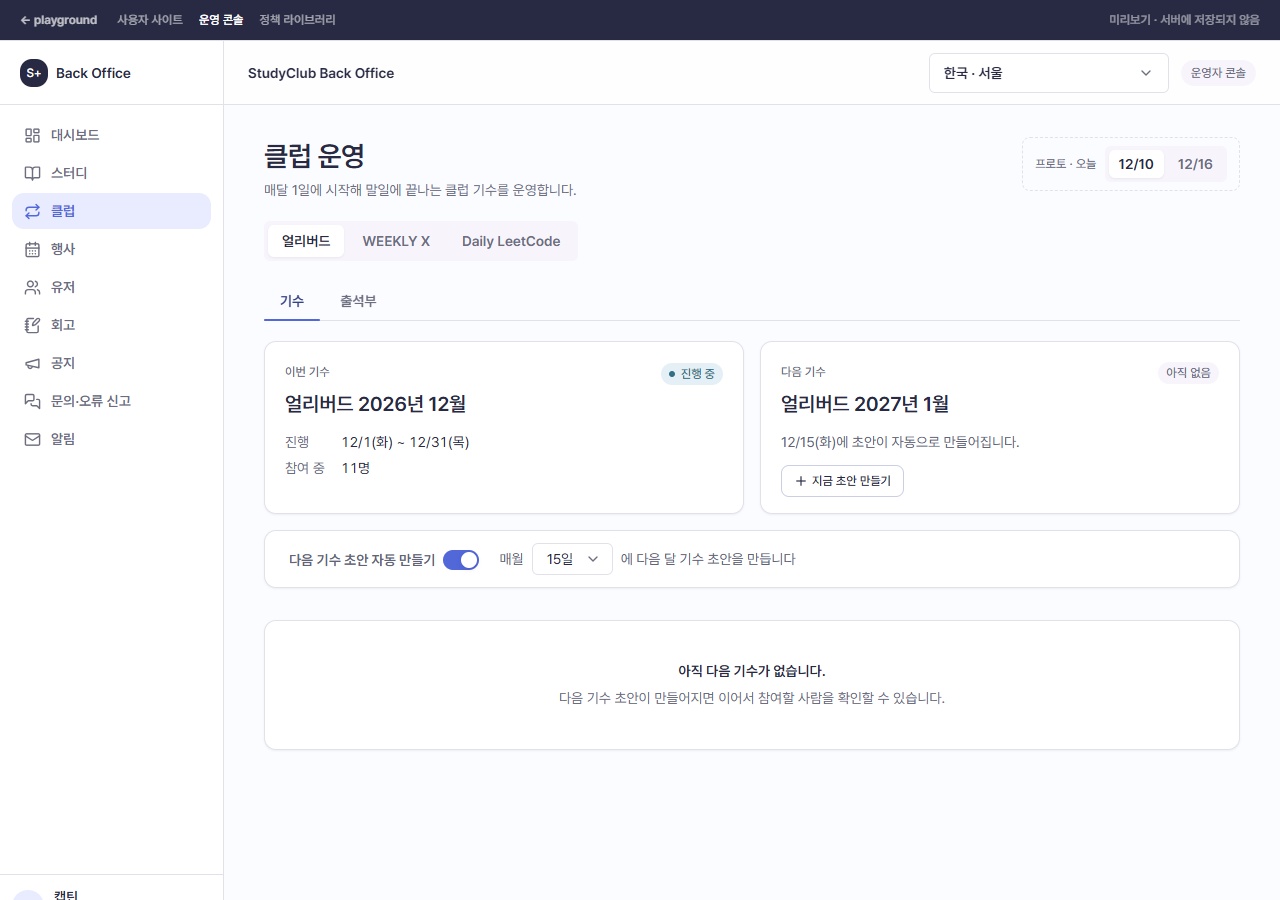 ← playground 사용자 사이트 운영 콘솔 정책 라이브러리 미리보기 · 서버에 저장되지 않음
S+ Back Office
StudyClub Back Office
한국 · 서울
운영자 콘솔
대시보드
스터디
클럽
행사
유저
회고
공지
문의·오류 신고
알림
캡틴
클럽 운영
매달 1일에 시작해 말일에 끝나는 클럽 기수를 운영합니다.
프로토 · 오늘 12/10 12/16
얼리버드 WEEKLY X Daily LeetCode
기수 출석부
이번 기수
진행 중
얼리버드 2026년 12월
진행 12/1(화) ~ 12/31(목)
참여 중 11명
다음 기수
아직 없음
얼리버드 2027년 1월
12/15(화)에 초안이 자동으로 만들어집니다.
+ 지금 초안 만들기
다음 기수 초안 자동 만들기 매월 15일 에 다음 달 기수 초안을 만듭니다
아직 다음 기수가 없습니다.
다음 기수 초안이 만들어지면 이어서 참여할 사람을 확인할 수 있습니다.